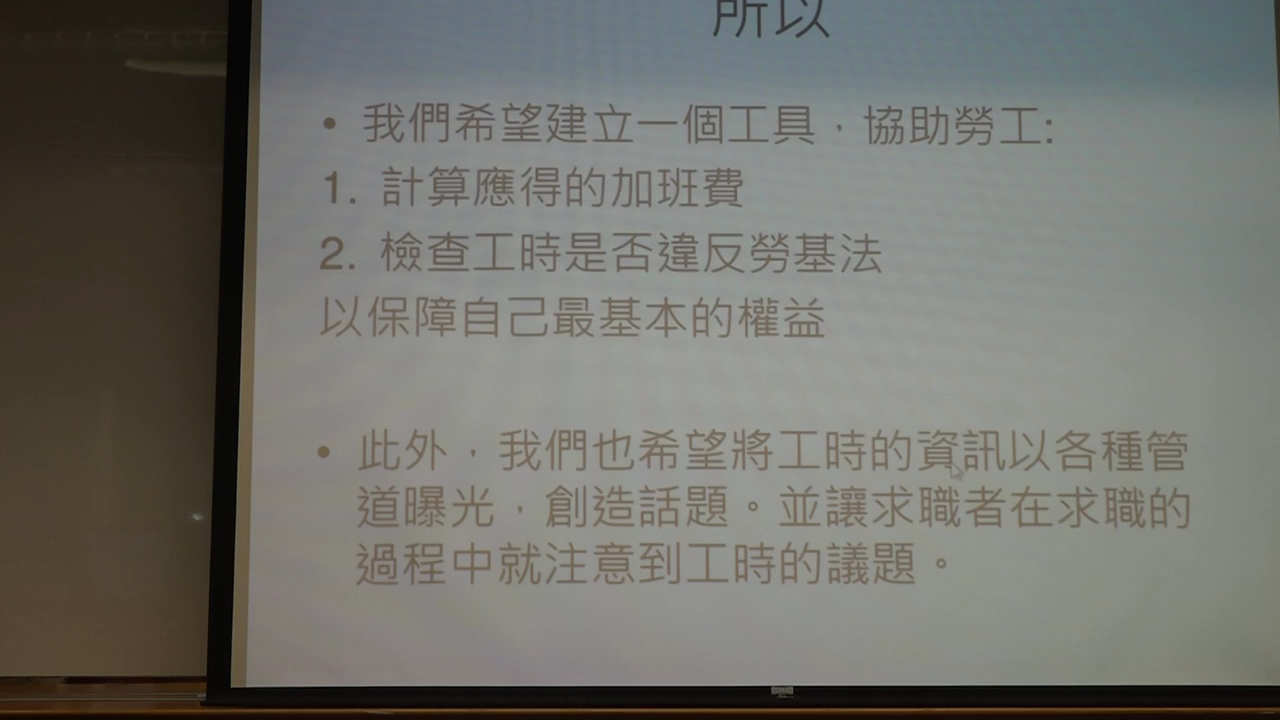 所以
• 我們希望建立一個工具，協助勞工:
1. 計算應得的加班費
2. 檢查工時是否違反勞基法
以保障自己最基本的權益
• 此外，我們也希望將工時的資訊以各種管
道曝光，創造話題。並讓求職者在求職的
過程中就注意到工時的議題。